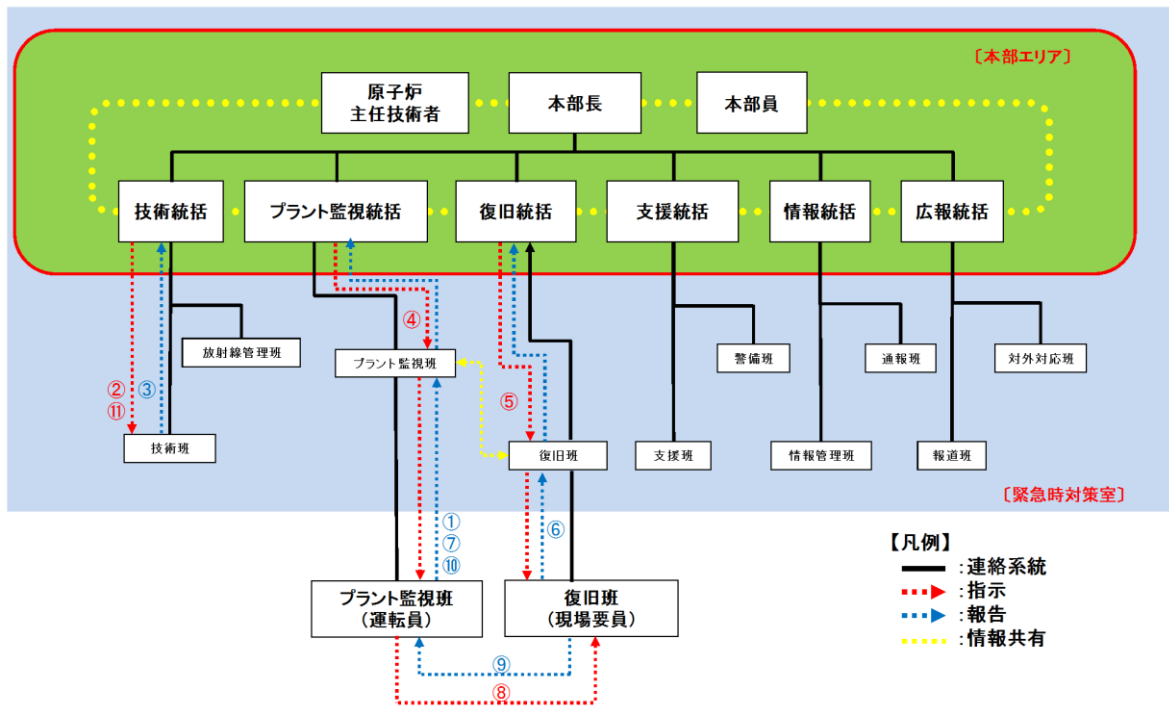 〔本部エリア〕
原子炉
主任技術者
本部長
本部員
技術統括
プラント監視統括
復旧統括
支援統括
情報統括
広報統括
④
放射線管理班
プラント監視班
警備班
通報班
対外対応班
②
③
⑪
⑤
技術班
復旧班
支援班
情報管理班
報道班
〔緊急時対策室〕
①
⑥
⑦
⑩
【凡例】
:連絡系統
:指示
:報告
:情報共有
プラント監視班
（運転員）
復旧班
（現場要員）
⑨
⑧